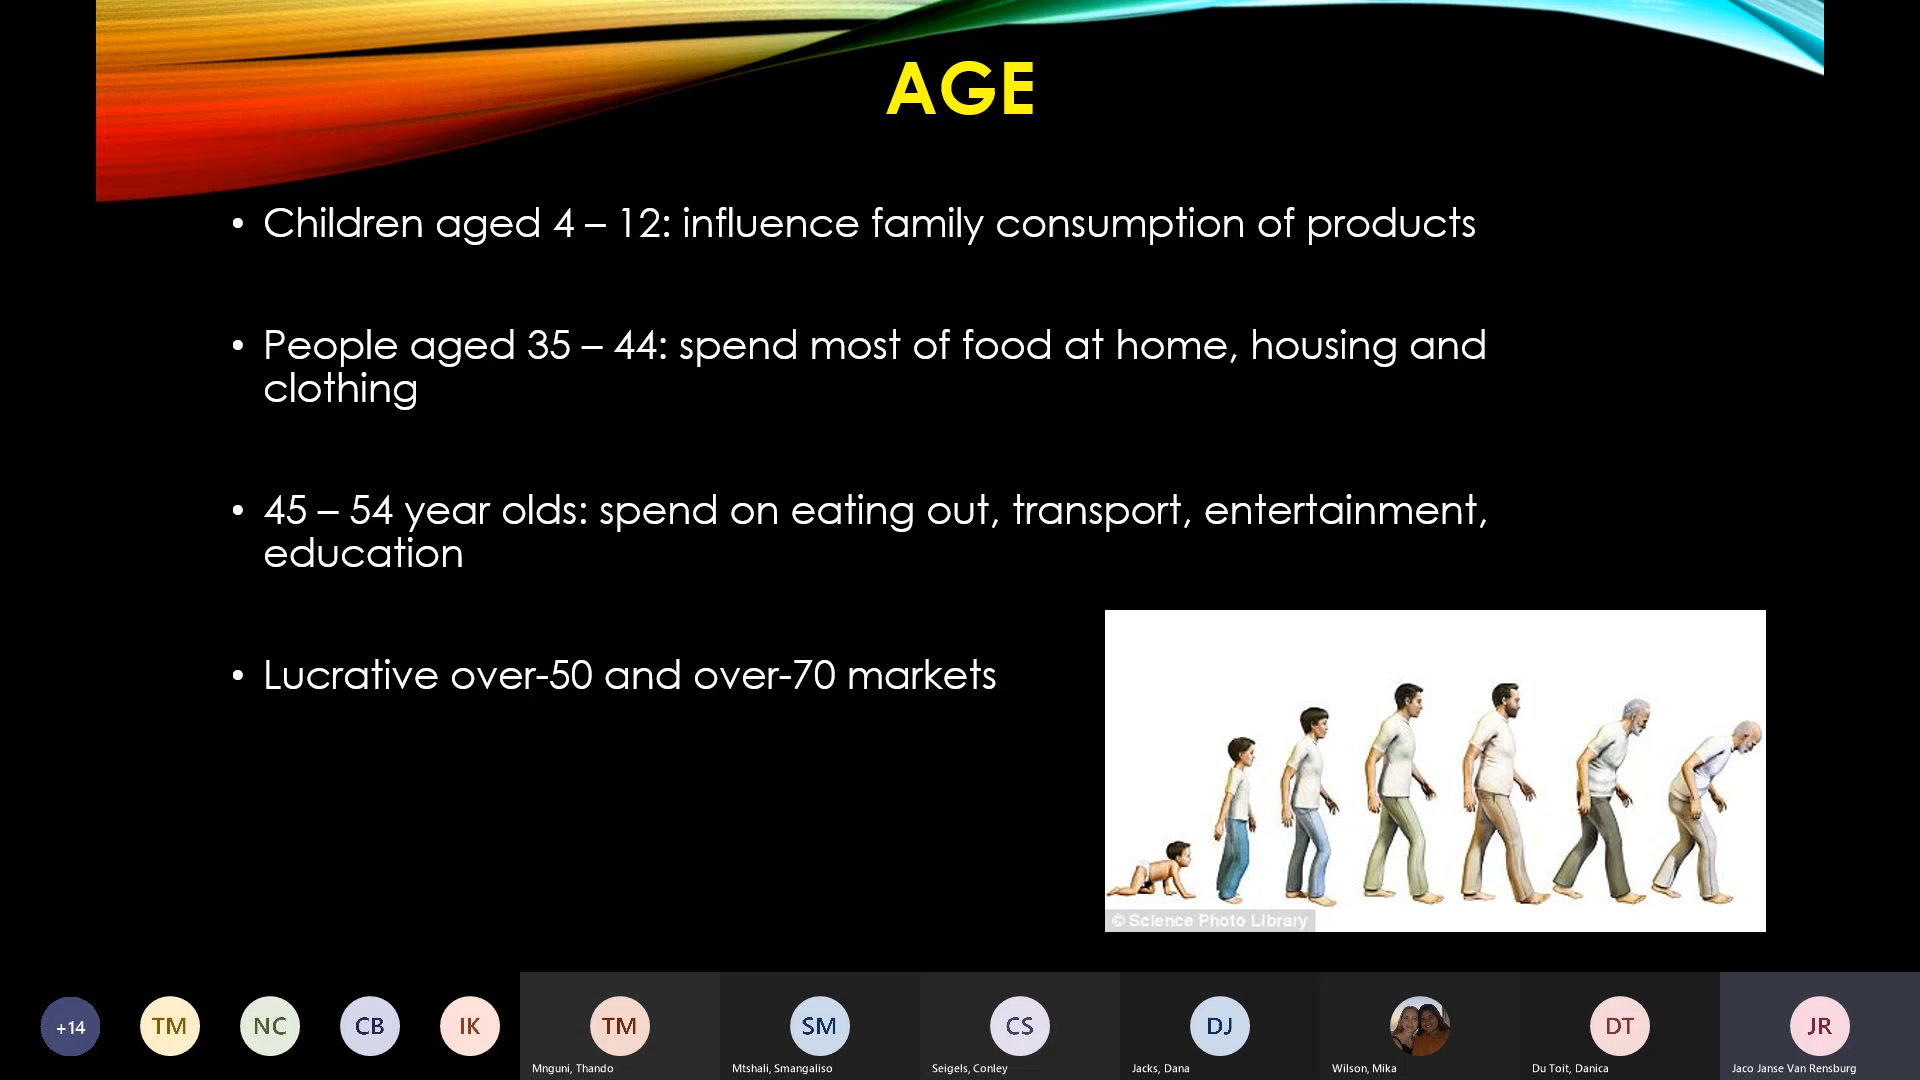 AGE
• Children aged 4 – 12: influence family consumption of products
• People aged 35 – 44: spend most of food at home, housing and
clothing
• 45 – 54 year olds: spend on eating out, transport, entertainment,
education
• Lucrative over-50 and over-70 markets
© Science Photo Library
+14
TM
NC
CB
IK
TM
SM
CS
DJ
DT
JR
Mnguni, Thando
Mtshali, Smangaliso
Seigels, Conley
Jacks, Dana
Wilson, Mika
Du Toit, Danica
Jaco Janse Van Rensburg